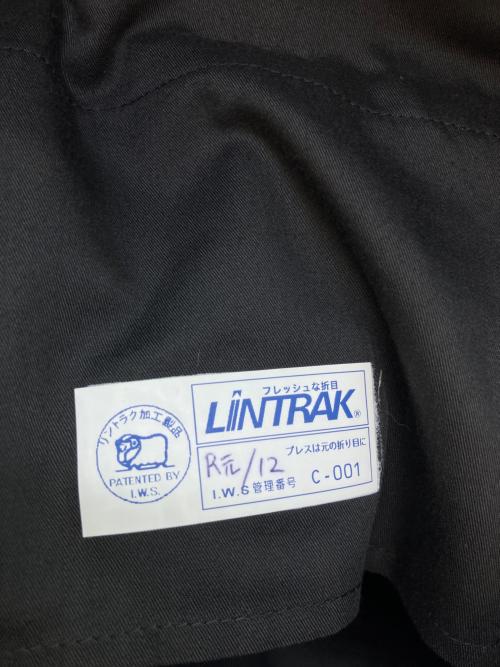 リントラク加工製品
PATENTED BY
I.W.S.
フレッシュな折目
LINTRAK®
プレスは元の折り目に
R元/12
I.W.S管理番号 C-001